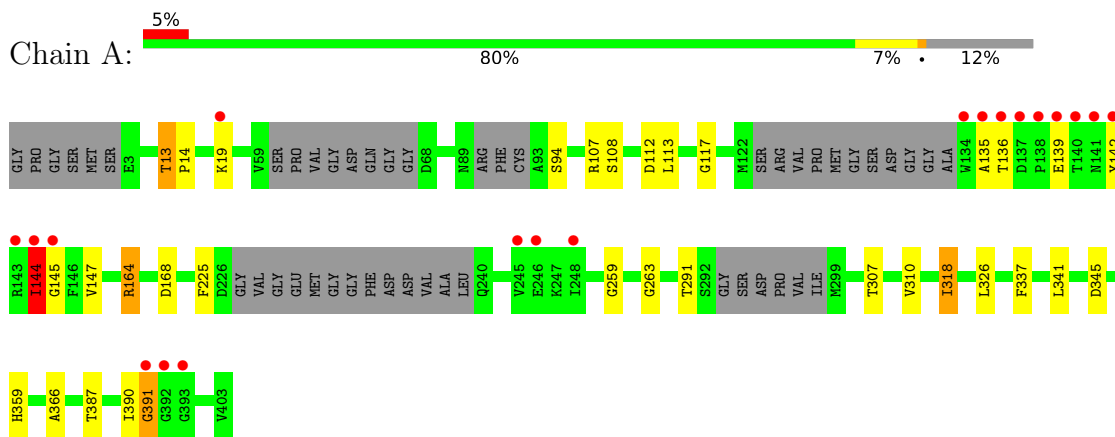 5%
Chain A:
80% 7% • 12%
GLY PRO GLY SER MET SER E3 T13 P14 K19 V59 SER PRO VAL GLY ASP GLN GLY GLY D68 N89 ARG PHE CYS A93 S94 R107 S108 D112 L113 G117 M122 SER ARG VAL PRO MET GLY SER ASP GLY GLY ALA W134 A135 T136 D137 P138 E139 T140 N141
R143 I144 G145 F146 V147 R164 D168 F225 D226 GLY VAL GLY GLU MET GLY GLY PHE ASP ASP VAL ALA LEU Q240 V245 E246 K247 I248 G259 G263 T291 S292 GLY SER ASP PRO VAL ILE M299 T307 V310 I318 L326 F337 L341 D345
H359 A366 T387 I390 G391 G392 G393 V403